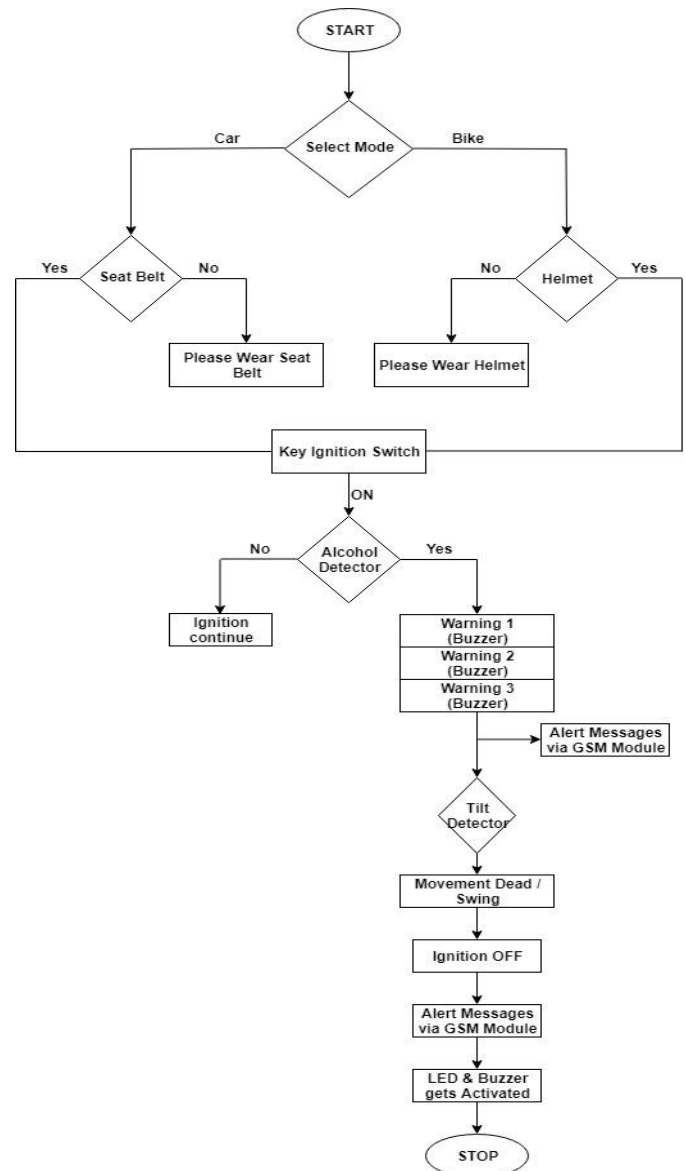 START
Select Mode
Car
Bike
Yes
Seat Belt
No
No
Helmet
Yes
Please Wear Seat
Belt
Please Wear Helmet
Key Ignition Switch
ON
No
Alcohol
Detector
Yes
Ignition
continue
Warning 1
(Buzzer)
Warning 2
(Buzzer)
Warning 3
(Buzzer)
Alert Messages
via GSM Module
Tilt
Detector
Movement Dead /
Swing
Ignition OFF
Alert Messages
via GSM Module
LED & Buzzer
gets Activated
STOP